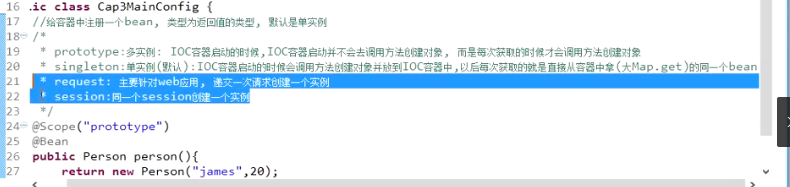 16 .ic class Cap3MainConfig {
17 //给容器中注册一个bean, 类型为返回值的类型, 默认是单实例
18 /*
19 * prototype:多实例: IOC容器启动的时候,IOC容器启动并不会去调用方法创建对象, 而是每次获取的时候才会调用方法创建对象
20 * singleton:单实例(默认):IOC容器启动的时候会调用方法创建对象并放到IOC容器中,以后每次获取的就是直接从容器中拿(大Map.get)的同一个bean
21 * request: 主要针对web应用, 递交一次请求创建一个实例
22 * session:同一个session创建一个实例
23 */
24 @Scope("prototype")
25 @Bean
26 public Person person(){
27 return new Person("james",20);